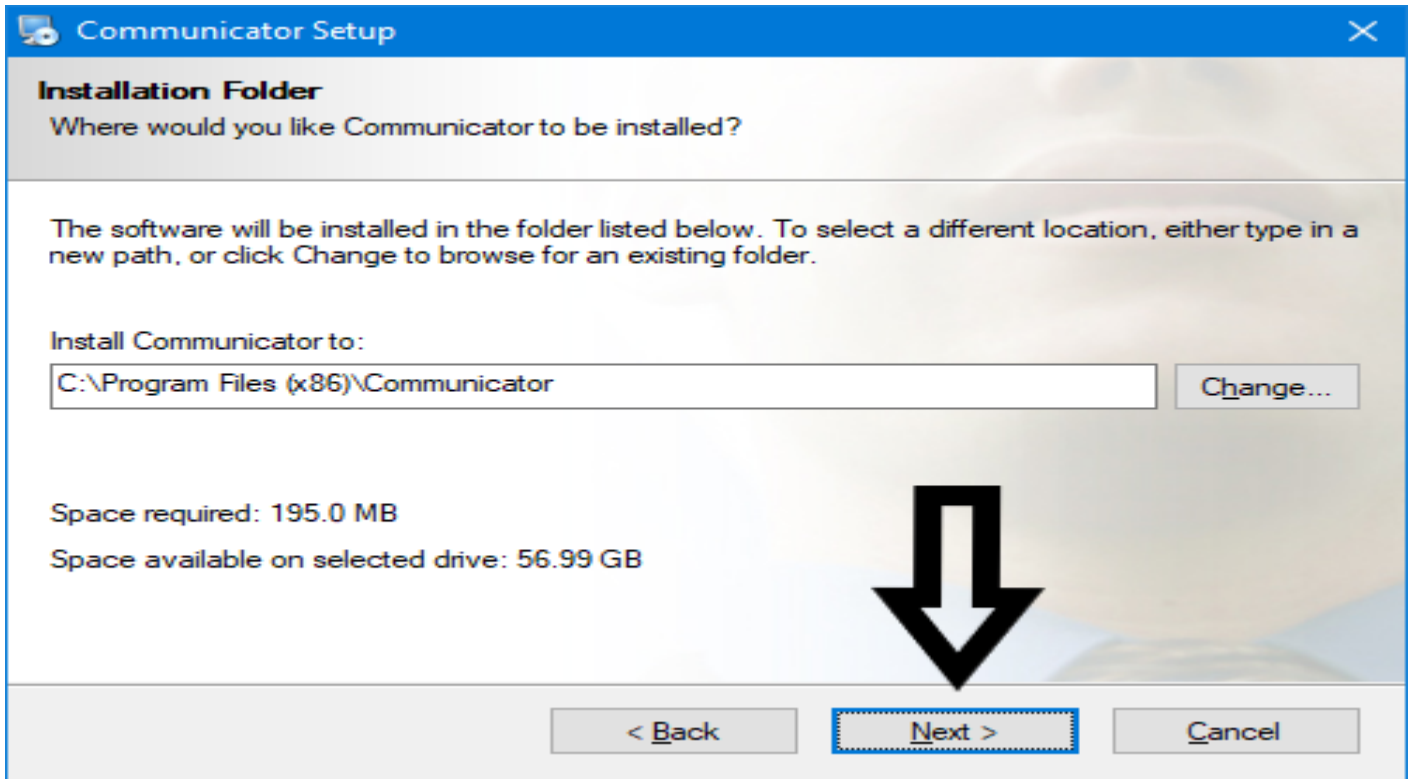 Communicator Setup
Installation Folder
Where would you like Communicator to be installed?
The software will be installed in the folder listed below. To select a different location, either type in a
new path, or click Change to browse for an existing folder.
Install Communicator to:
C:\Program Files (x86)\Communicator
Change...
Space required: 195.0 MB
Space available on selected drive: 56.99 GB
< Back
Next >
Cancel